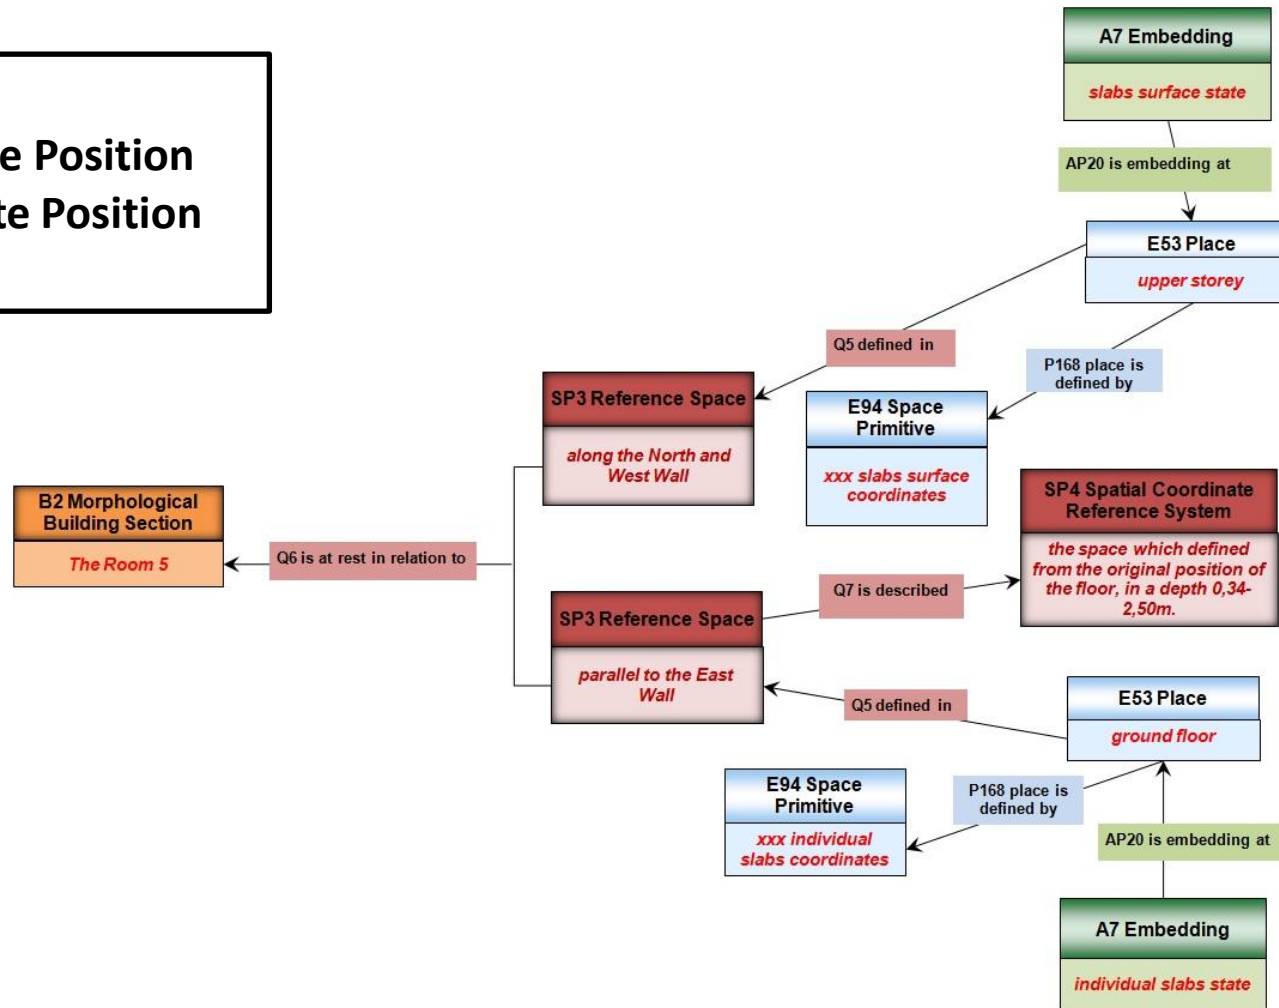 A7 Embedding
slabs surface state
AP20 is embedding at
e Position
te Position
E53 Place
upper storey
Q5 defined in
P168 place is
defined by
SP3 Reference Space
along the North and
West Wall
E94 Space
Primitive
xxx slabs surface
coordinates
SP4 Spatial Coordinate
Reference System
the space which defined
from the original position of
the floor, in a depth 0,34-
2,50m.
B2 Morphological
Building Section
The Room 5
Q6 is at rest in relation to
Q7 is described
SP3 Reference Space
parallel to the East
Wall
Q5 defined in
E53 Place
ground floor
E94 Space
Primitive
xxx individual
slabs coordinates
P168 place is
defined by
AP20 is embedding at
A7 Embedding
individual slabs state